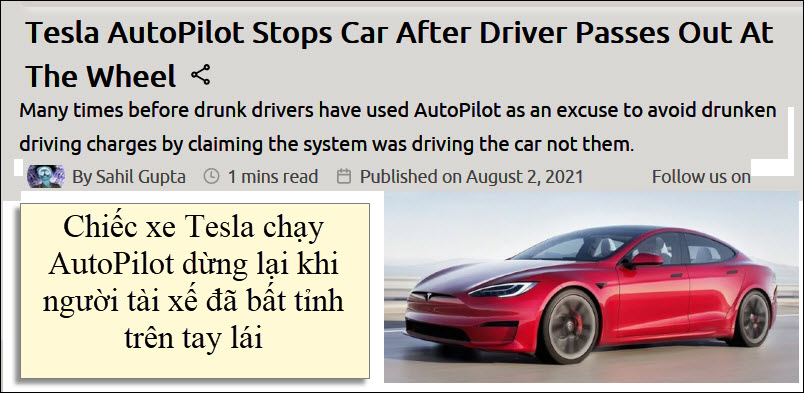 Tesla AutoPilot Stops Car After Driver Passes Out At
The Wheel
Many times before drunk drivers have used AutoPilot as an excuse to avoid drunken
driving charges by claiming the system was driving the car not them.
By Sahil Gupta 1 mins read Published on August 2, 2021 Follow us on
Chiếc xe Tesla chạy
AutoPilot dừng lại khi
người tài xế đã bất tỉnh
trên tay lái